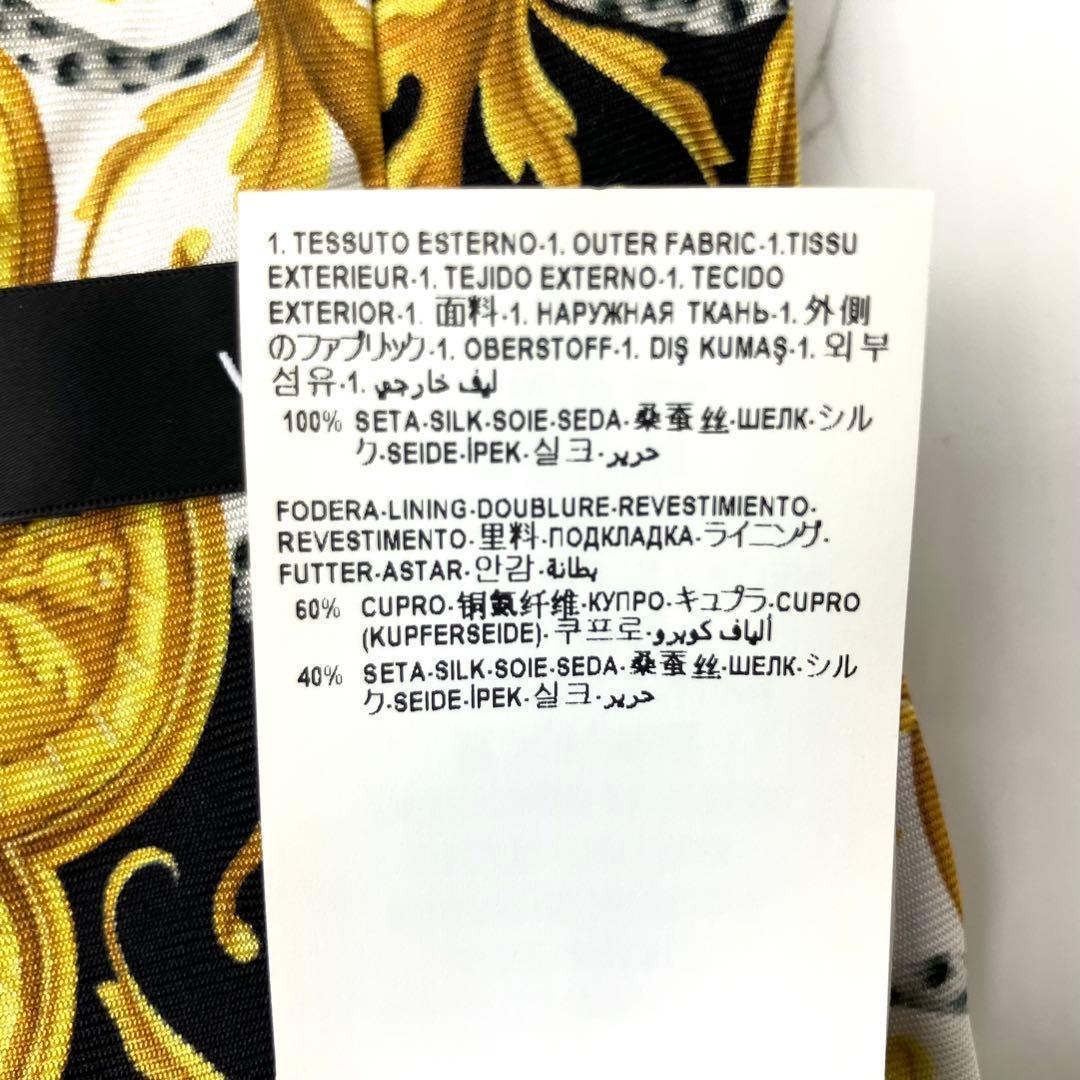 1. TESSUTO ESTERNO-1. OUTER FABRIC-1.TISSU
EXTERIEUR-1. TEJIDO EXTERNO-1. TECIDO
EXTERIOR-1. 面料-1. НАРУЖНАЯ ТКАНЬ-1. 外側
のファブリック-1. OBERSTOFF-1. DIŞ KUMAŞ-1. 외부
섬유-1. ليف خارجي
100% SETA-SILK-SOIE-SEDA-桑蚕丝-ШЕЛК-シル
ク-SEIDE-İPEK-실크-حرير
FODERA-LINING-DOUBLURE-REVESTIMIENTO-
REVESTIMENTO-里料-ПОДКЛАДКА-ライニング-
FUTTER-ASTAR-안감-بطانة
60% CUPRO-铜氨纤维-КУПРО-キュプラ-CUPRO
(KUPFERSEIDE)-쿠프로-ألياف كوبرو
40% SETA-SILK-SOIE-SEDA-桑蚕丝-ШЕЛК-シル
ク-SEIDE-İPEK-실크-حرير